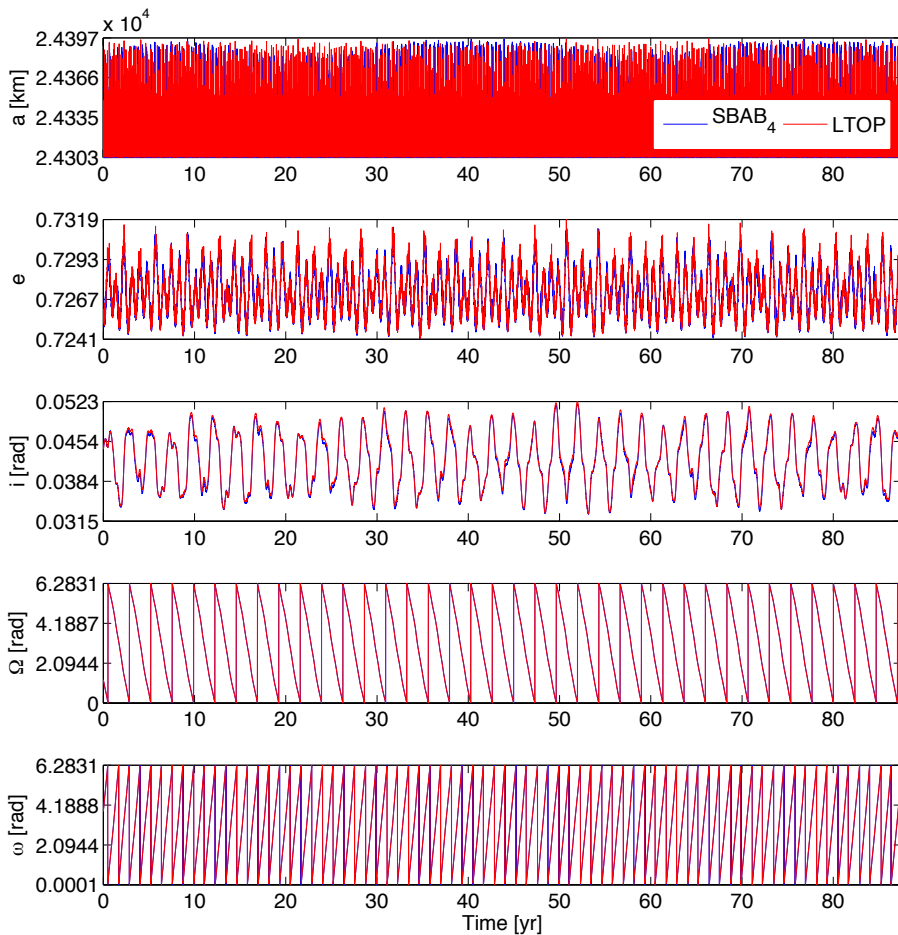 x 10⁴
2.4397
2.4366
2.4335
2.4303
a [km]
SBAB₄ LTOP
0 10 20 30 40 50 60 70 80
0.7319
0.7293
0.7267
0.7241
e
0 10 20 30 40 50 60 70 80
0.0523
0.0454
0.0384
0.0315
i [rad]
0 10 20 30 40 50 60 70 80
6.2831
4.1887
2.0944
0
Ω [rad]
0 10 20 30 40 50 60 70 80
6.2831
4.1888
2.0944
0.0001
ω [rad]
0 10 20 30 40 50 60 70 80
Time [yr]